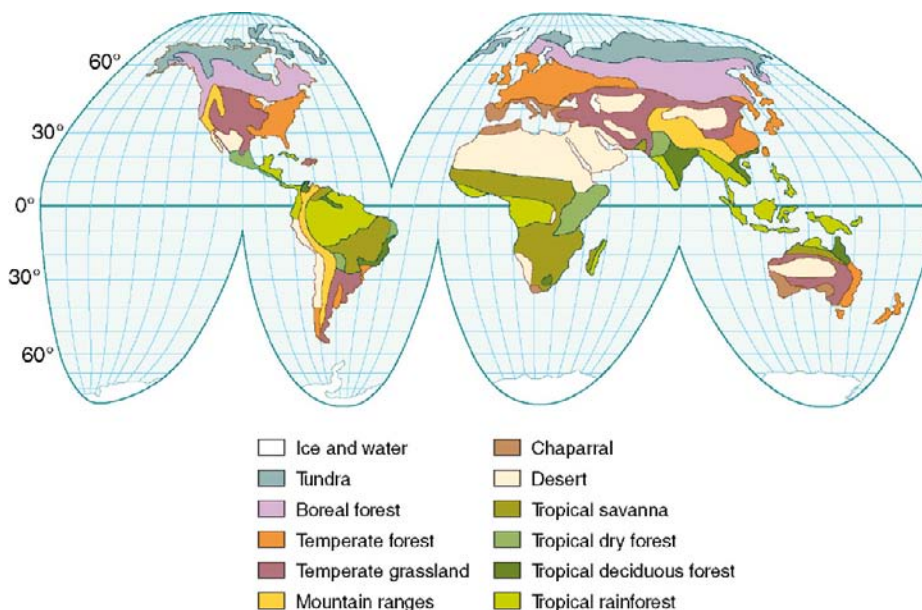 60°
30°
0°
30°
60°
Ice and water
Tundra
Boreal forest
Temperate forest
Temperate grassland
Mountain ranges
Chaparral
Desert
Tropical savanna
Tropical dry forest
Tropical deciduous forest
Tropical rainforest